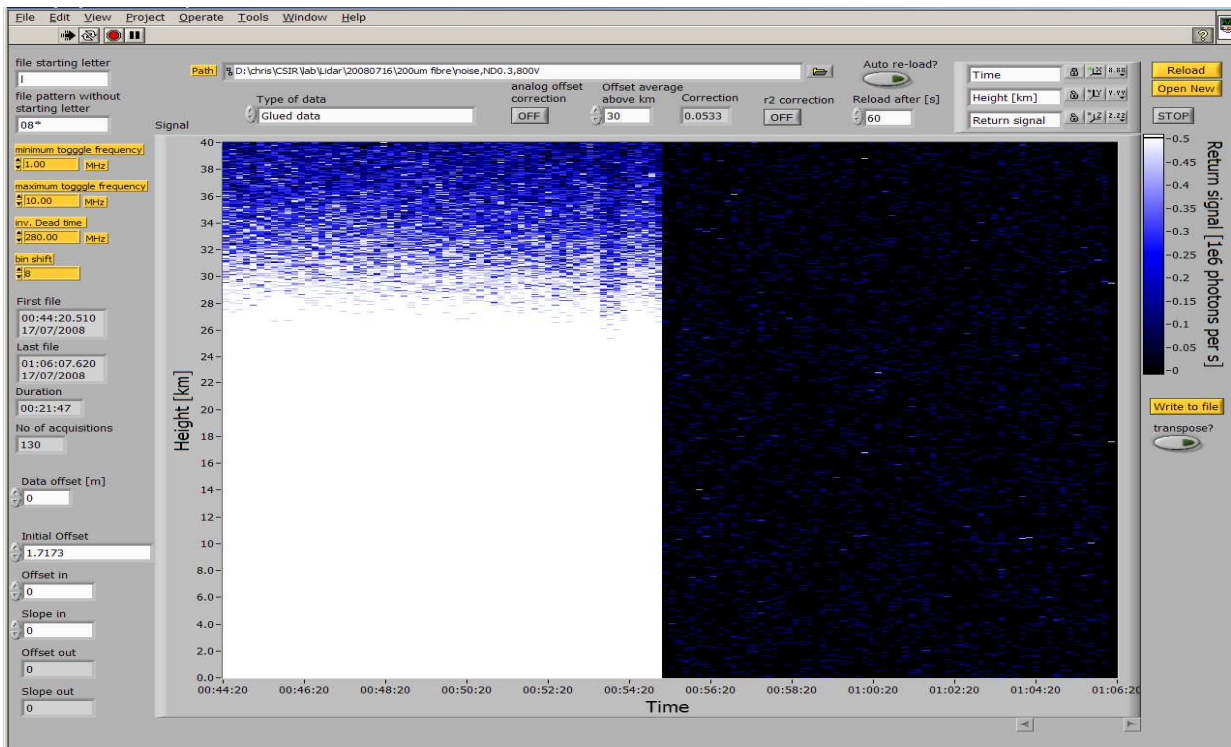 File Edit View Project Operate Tools Window Help
file starting letter
l
file pattern without
starting letter
08*
Path D:\chris\CSIR\lab\Lidar\20080716\200um fibre\noise,ND0.3,800V
Type of data
Glued data
analog offset
correction
OFF
Offset average
above km
30
Correction
0.0533
r2 correction
OFF
Auto re-load?
Reload after [s]
60
Time
Height [km]
Return signal
Reload
Open New
STOP
minimum togggle frequency
1.00 MHz
maximum togggle frequency
10.00 MHz
inv. Dead time
280.00 MHz
bin shift
8
First file
00:44:20.510
17/07/2008
Last file
01:06:07.620
17/07/2008
Duration
00:21:47
No of acquisitions
130
Data offset [m]
0
Initial Offset
1.7173
Offset in
0
Slope in
0
Offset out
0
Slope out
0
Signal
Height [km]
40
38
36
34
32
30
28
26
24
22
20
18
16
14
12
10
8.0
6.0
4.0
2.0
0.0
00:44:20 00:46:20 00:48:20 00:50:20 00:52:20 00:54:20 00:56:20 00:58:20 01:00:20 01:02:20 01:04:20 01:06:20
Time
0.5
0.45
0.4
0.35
0.3
0.25
0.2
0.15
0.1
0.05
0
Return signal [1e6 photons per s]
Write to file
transpose?